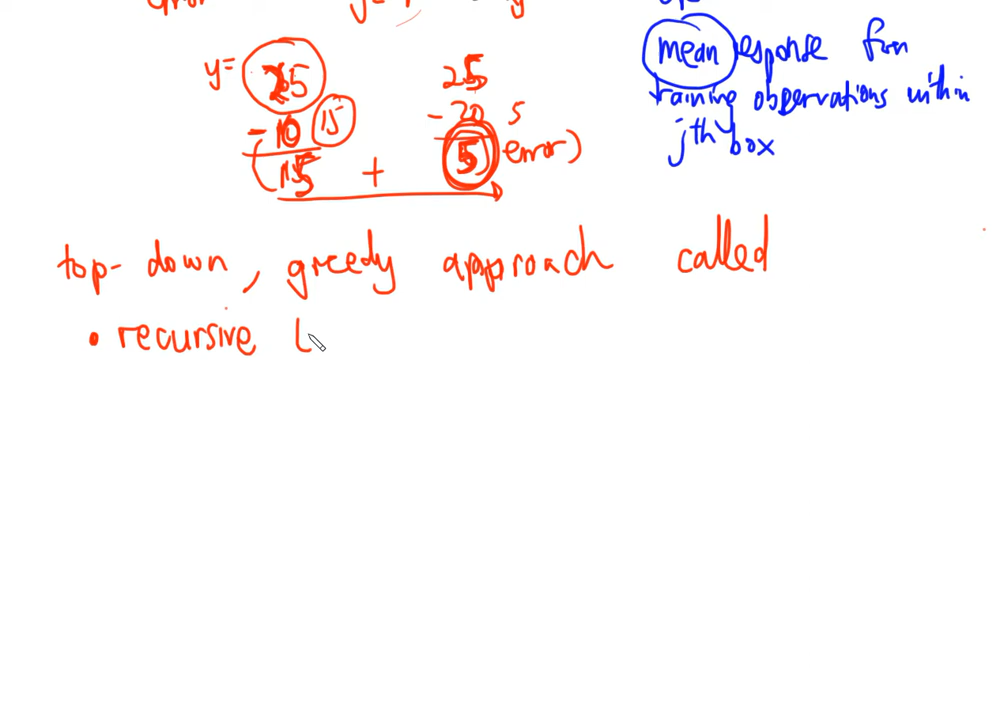 y= 25 25
- 10 15 - 20 5
( 15 + 5 error)
mean response from
training observations within
jth box
top-down, greedy approach called
• recursive